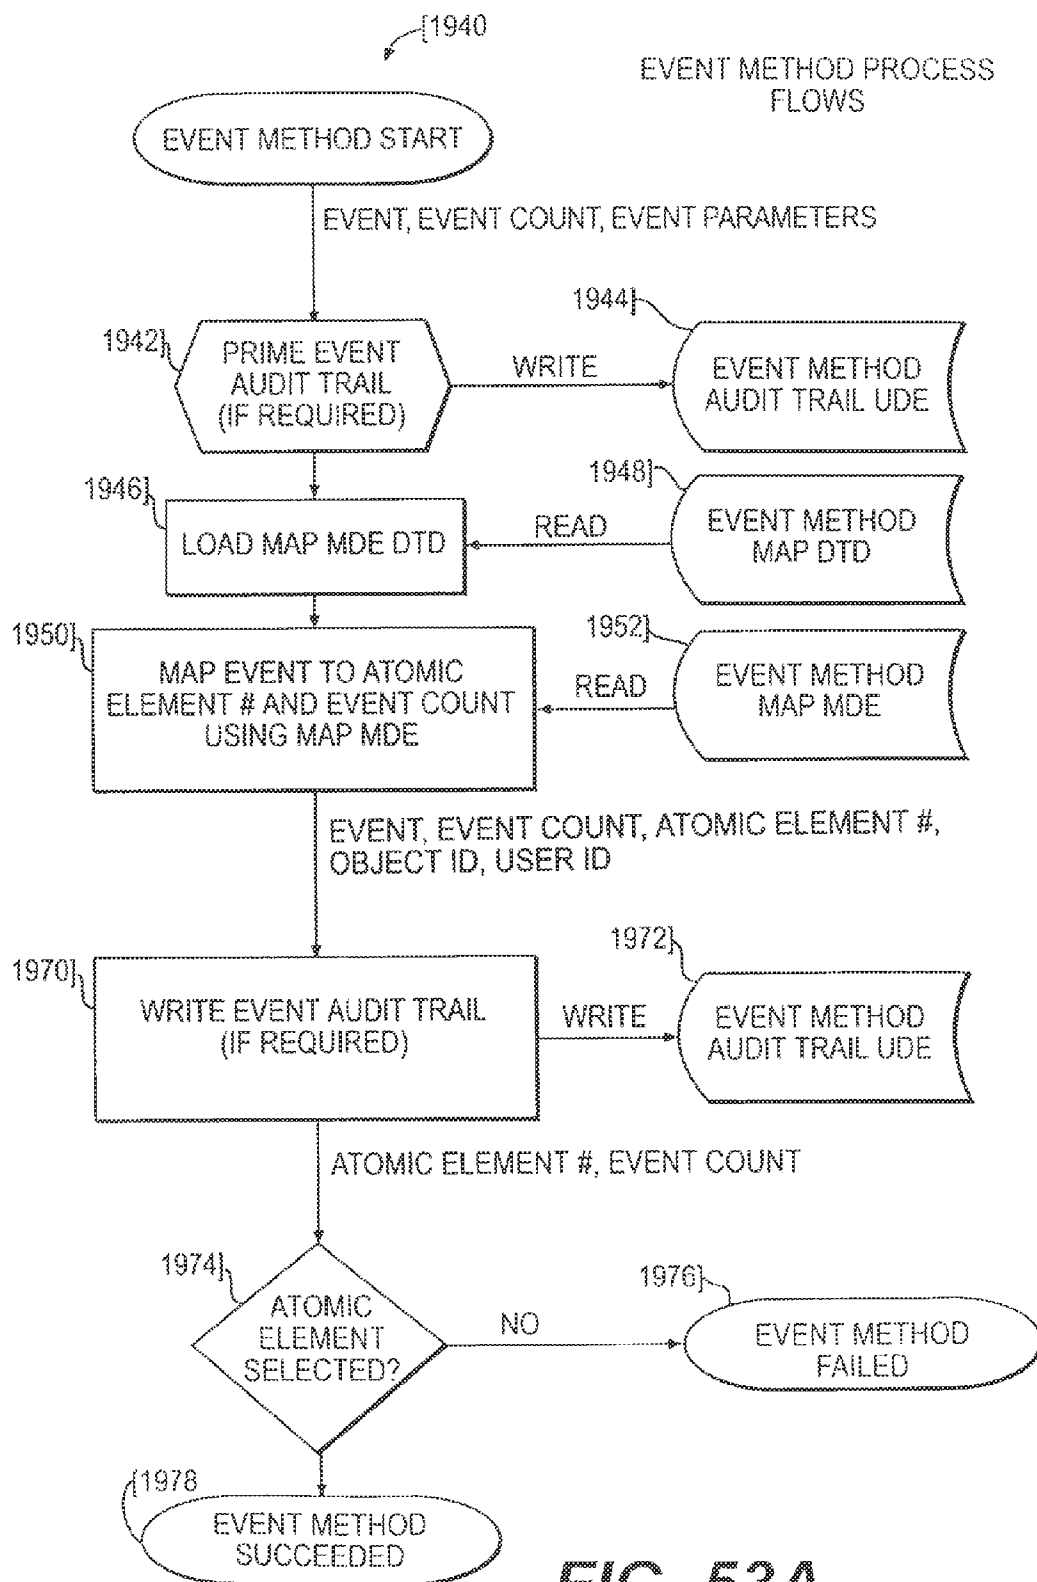 [1940
EVENT METHOD PROCESS
FLOWS
EVENT METHOD START
EVENT, EVENT COUNT, EVENT PARAMETERS
1942]
PRIME EVENT
AUDIT TRAIL
(IF REQUIRED)
WRITE
1944]
EVENT METHOD
AUDIT TRAIL UDE
1946]
LOAD MAP MDE DTD
READ
1948]
EVENT METHOD
MAP DTD
1950]
MAP EVENT TO ATOMIC
ELEMENT # AND EVENT COUNT
USING MAP MDE
READ
1952]
EVENT METHOD
MAP MDE
EVENT, EVENT COUNT, ATOMIC ELEMENT #,
OBJECT ID, USER ID
1970]
WRITE EVENT AUDIT TRAIL
(IF REQUIRED)
WRITE
1972]
EVENT METHOD
AUDIT TRAIL UDE
ATOMIC ELEMENT #, EVENT COUNT
1974]
ATOMIC
ELEMENT
SELECTED?
NO
1976]
EVENT METHOD
FAILED
[1978
EVENT METHOD
SUCCEEDED
FIG. 53A